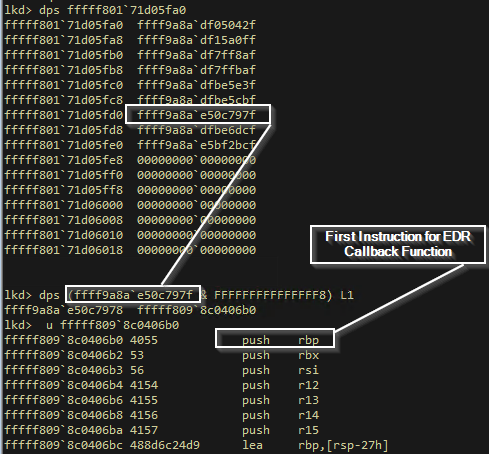 lkd> dps fffff801`71d05fa0
fffff801`71d05fa0  ffff9a8a`df05042f
fffff801`71d05fa8  ffff9a8a`df15a0ff
fffff801`71d05fb0  ffff9a8a`df7ff8af
fffff801`71d05fb8  ffff9a8a`df7ffbaf
fffff801`71d05fc0  ffff9a8a`dfbe5e3f
fffff801`71d05fc8  ffff9a8a`dfbe5cbf
fffff801`71d05fd0  ffff9a8a`e50c797f
fffff801`71d05fd8  ffff9a8a`dfbe6dcf
fffff801`71d05fe0  ffff9a8a`e5bf2bcf
fffff801`71d05fe8  00000000`00000000
fffff801`71d05ff0  00000000`00000000
fffff801`71d05ff8  00000000`00000000
fffff801`71d06000  00000000`00000000
fffff801`71d06008  00000000`00000000
fffff801`71d06010  00000000`00000000
fffff801`71d06018  00000000`00000000
First Instruction for EDR
Callback Function
lkd> dps (ffff9a8a`e50c797f & FFFFFFFFFFFFFFF8) L1
ffff9a8a`e50c7978  fffff809`8c0406b0
lkd>  u fffff809`8c0406b0
fffff809`8c0406b0 4055            push    rbp
fffff809`8c0406b2 53              push    rbx
fffff809`8c0406b3 56              push    rsi
fffff809`8c0406b4 4154            push    r12
fffff809`8c0406b6 4155            push    r13
fffff809`8c0406b8 4156            push    r14
fffff809`8c0406ba 4157            push    r15
fffff809`8c0406bc 488d6c24d9      lea     rbp,[rsp-27h]